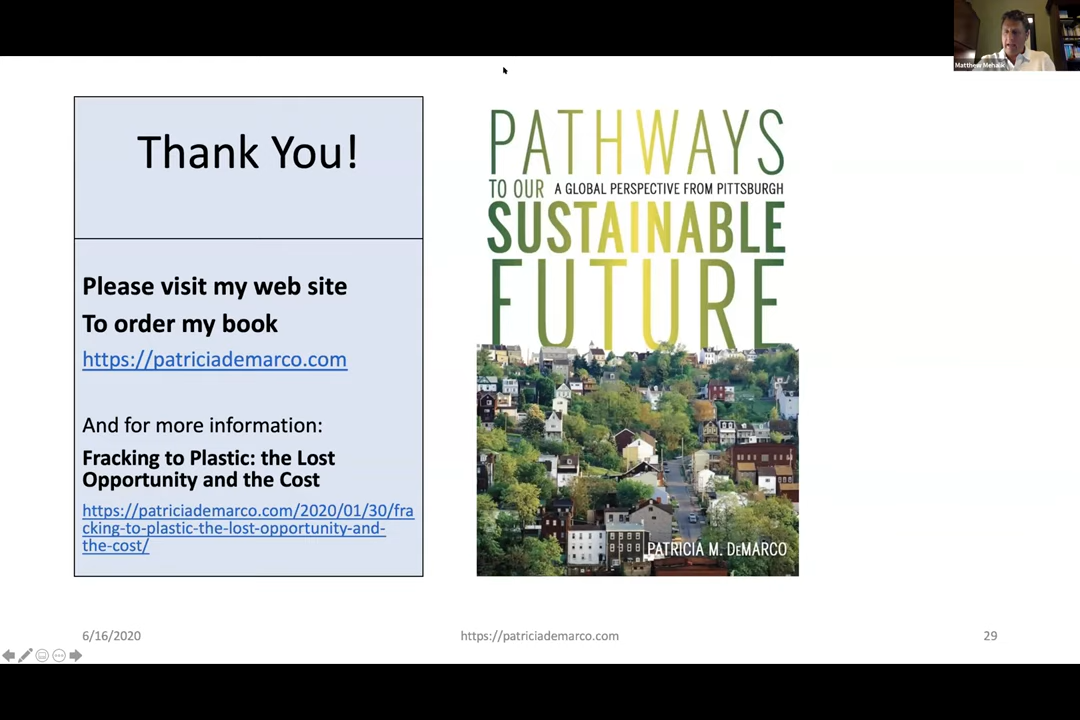 Matthew Mehalik
Thank You!
Please visit my web site
To order my book
https://patriciademarco.com
And for more information:
Fracking to Plastic: the Lost
Opportunity and the Cost
https://patriciademarco.com/2020/01/30/fra
cking-to-plastic-the-lost-opportunity-and-
the-cost/
PATHWAYS
TO OUR A GLOBAL PERSPECTIVE FROM PITTSBURGH
SUSTAINABLE
FUTURE
PATRICIA M. DeMARCO
6/16/2020
https://patriciademarco.com
29